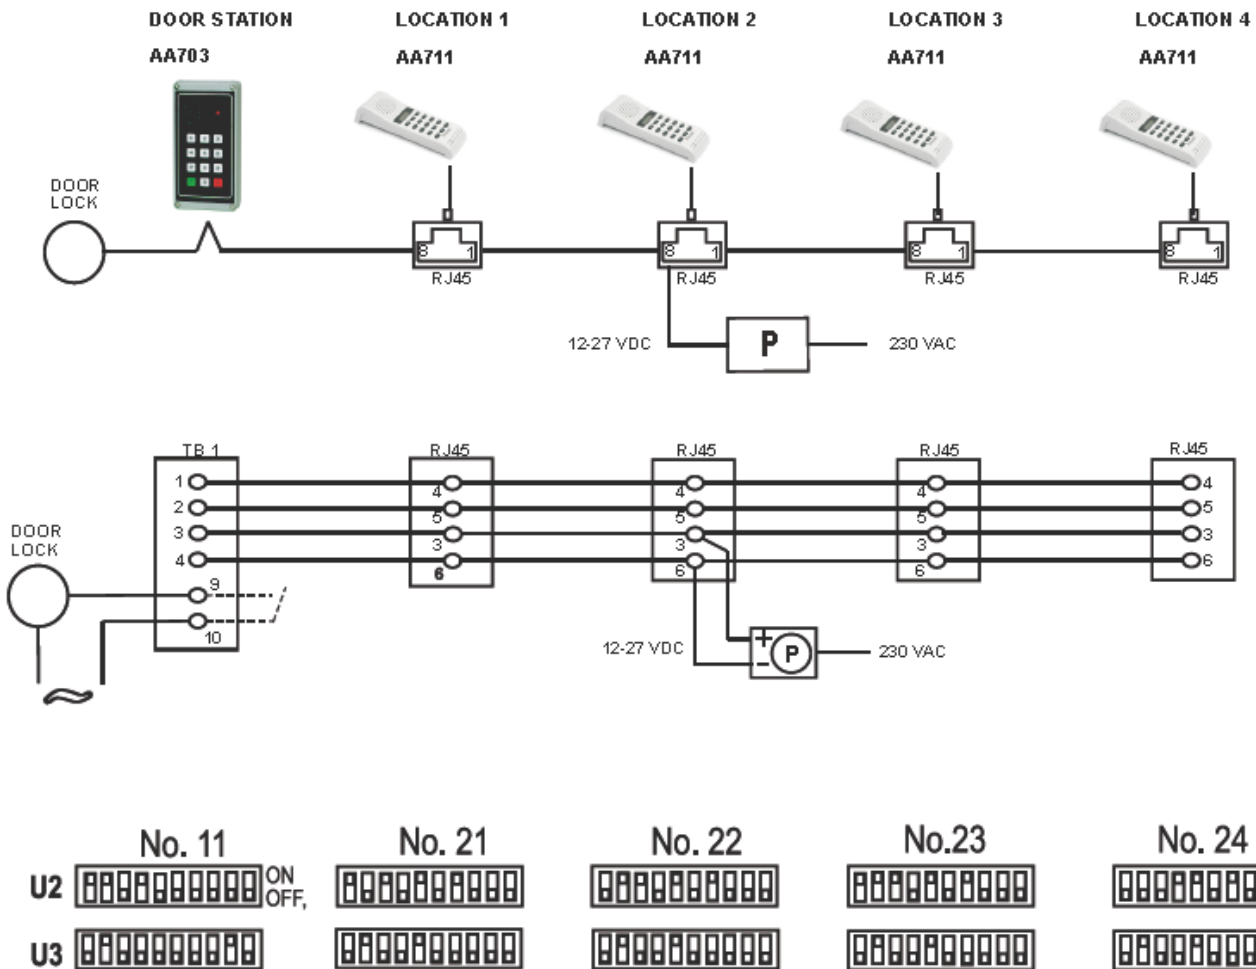 DOOR STATION LOCATION 1 LOCATION 2 LOCATION 3 LOCATION 4
AA703 AA711 AA711 AA711 AA711
DOOR
LOCK
8 1 8 1 8 1 8 1
RJ45 RJ45 RJ45 RJ45
12-27 VDC P 230 VAC
TB 1 RJ45 RJ45 RJ45 RJ45
1 4 4 4 4
2 5 5 5 5
3 3 3 3 3
4 6 6 6 6
DOOR
LOCK
9
10
12-27 VDC + - P 230 VAC
No. 11 No. 21 No. 22 No.23 No. 24
U2 ON
OFF,
U3